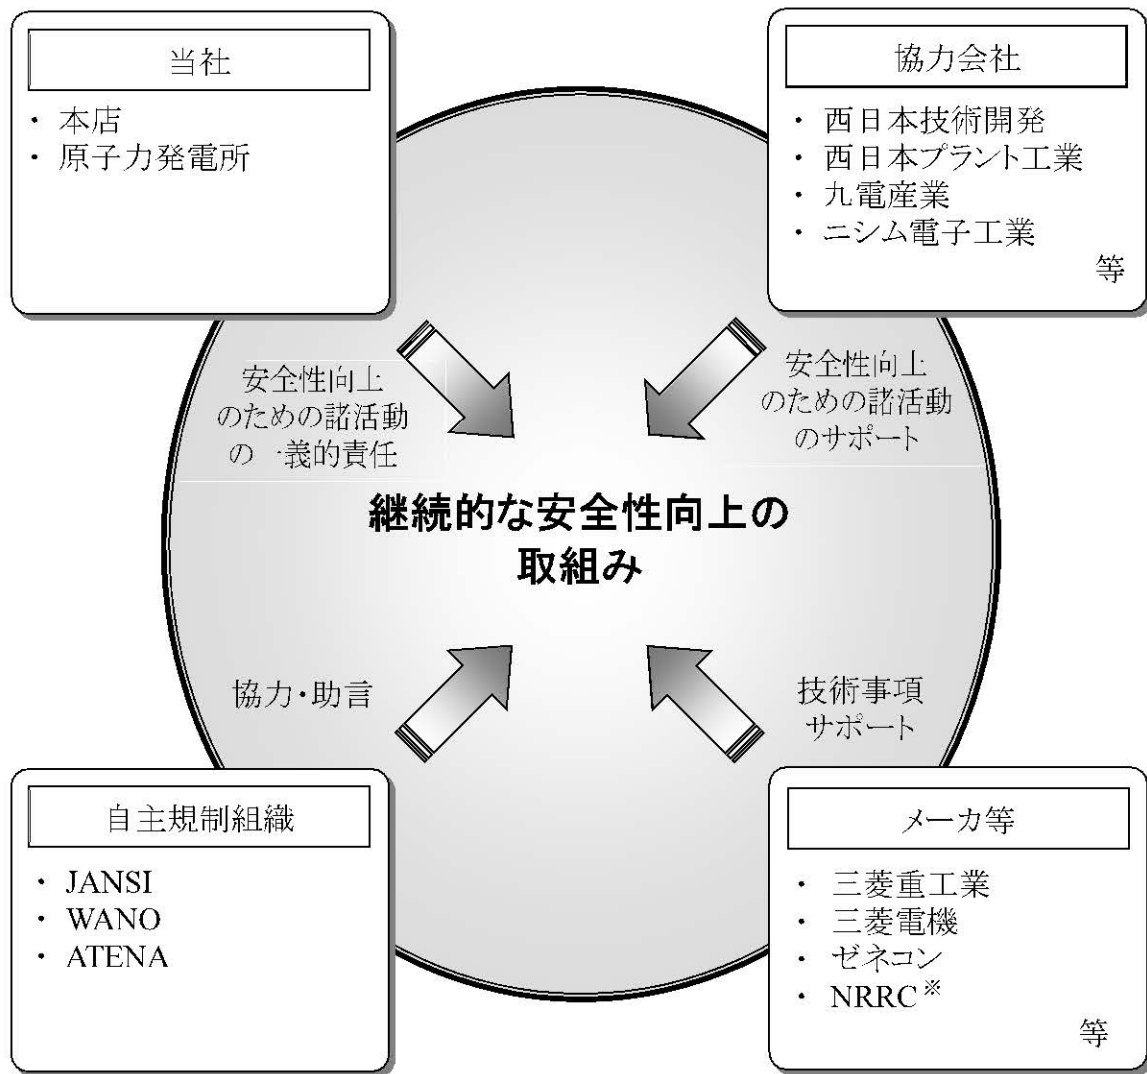 当社
・ 本店
・ 原子力発電所
協力会社
・ 西日本技術開発
・ 西日本プラント工業
・ 九電産業
・ ニシム電子工業
等
安全性向上
のための諸活動
の一義的責任
安全性向上
のための諸活動
のサポート
継続的な安全性向上の
取組み
協力・助言
技術事項
サポート
自主規制組織
・ JANSI
・ WANO
・ ATENA
メーカ等
・ 三菱重工業
・ 三菱電機
・ ゼネコン
・ NRRC※
等